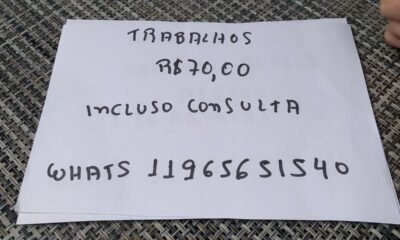 TRABALHOS
R$70,00
INCLUSO CONSULTA
WHATS 11965651540